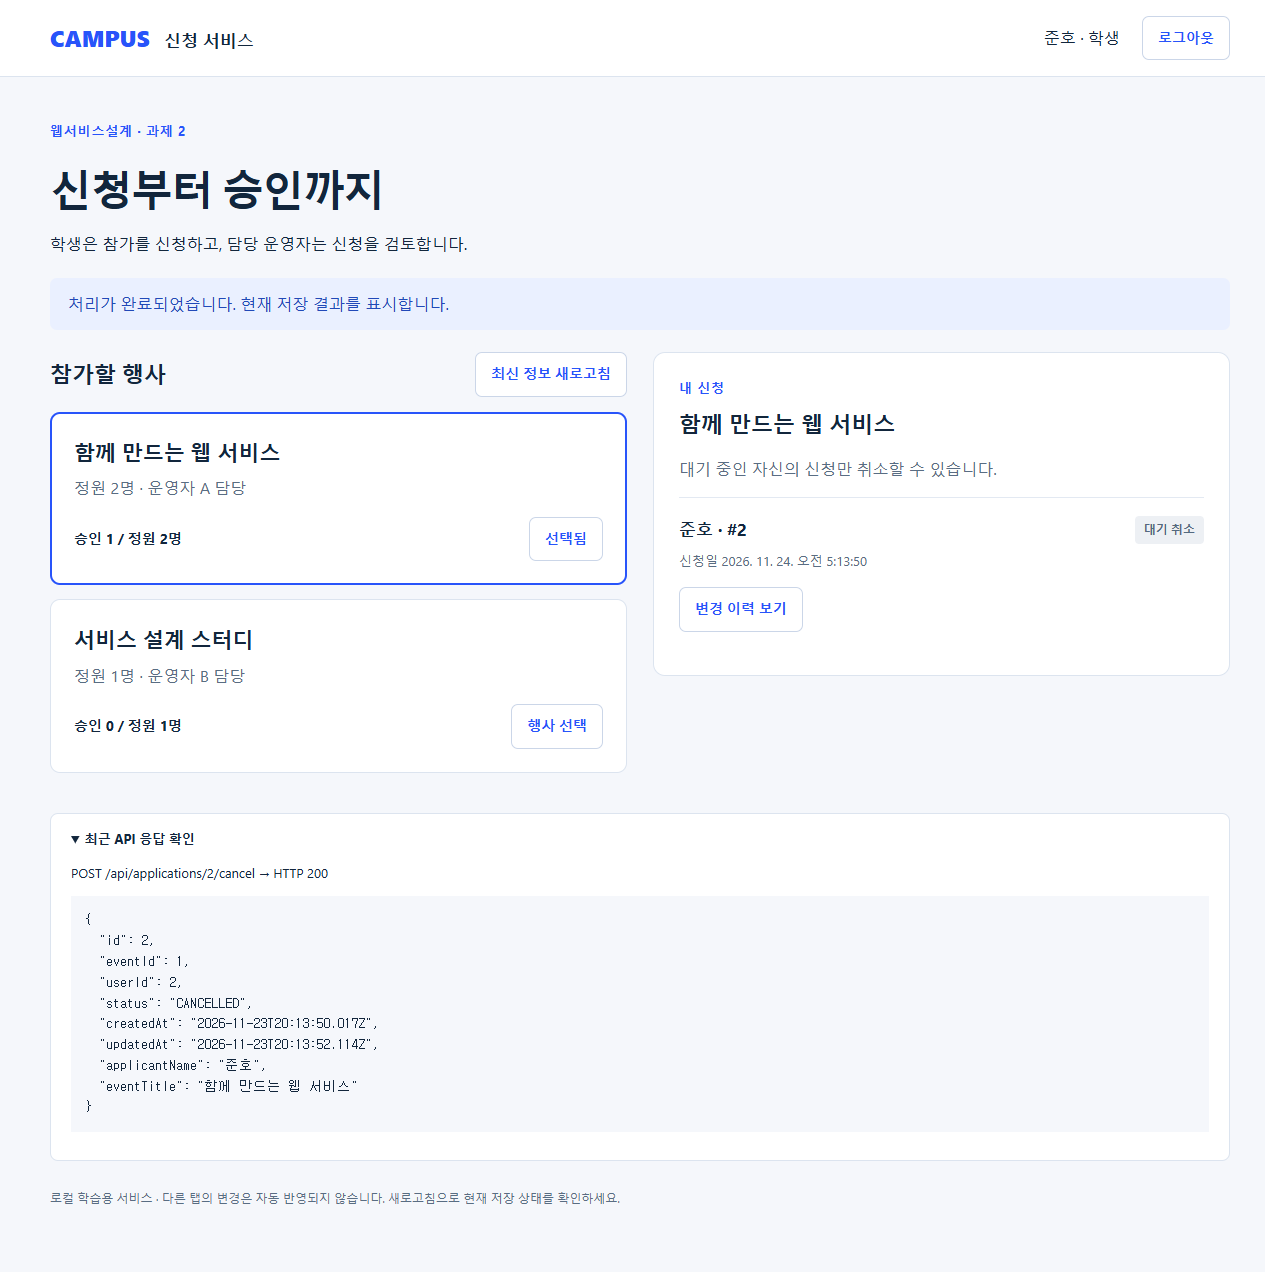 CAMPUS 신청 서비스
준호 · 학생
로그아웃
웹서비스설계 · 과제 2
신청부터 승인까지
학생은 참가를 신청하고, 담당 운영자는 신청을 검토합니다.
처리가 완료되었습니다. 현재 저장 결과를 표시합니다.
참가할 행사
최신 정보 새로고침
함께 만드는 웹 서비스
정원 2명 · 운영자 A 담당
승인 1 / 정원 2명
선택됨
서비스 설계 스터디
정원 1명 · 운영자 B 담당
승인 0 / 정원 1명
행사 선택
내 신청
함께 만드는 웹 서비스
대기 중인 자신의 신청만 취소할 수 있습니다.
준호 · #2
대기 취소
신청일 2026. 11. 24. 오전 5:13:50
변경 이력 보기
▼ 최근 API 응답 확인
POST /api/applications/2/cancel → HTTP 200
{
"id": 2,
"eventId": 1,
"userId": 2,
"status": "CANCELLED",
"createdAt": "2026-11-23T20:13:50.017Z",
"updatedAt": "2026-11-23T20:13:52.114Z",
"applicantName": "준호",
"eventTitle": "함께 만드는 웹 서비스"
}
로컬 학습용 서비스 · 다른 탭의 변경은 자동 반영되지 않습니다. 새로고침으로 현재 저장 상태를 확인하세요.